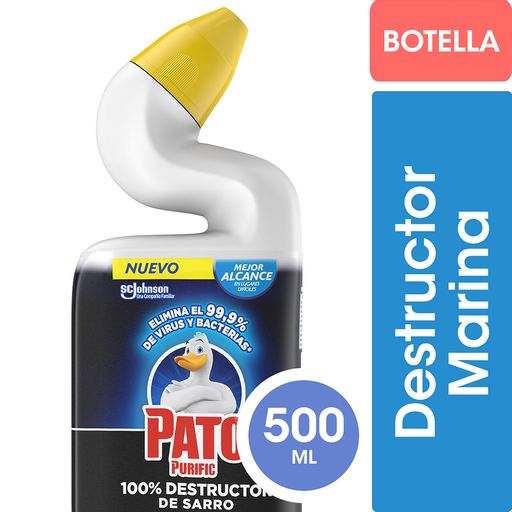 BOTELLA
Destructor
Marina
NUEVO
MEJOR
ALCANCE
EN LUGARES
DIFÍCILES
SCJohnson
Una Compañía Familiar
ELIMINA EL 99,9%
DE VIRUS Y BACTERIAS*
PATO
PURIFIC
100% DESTRUCTOR
DE SARRO
500
ML